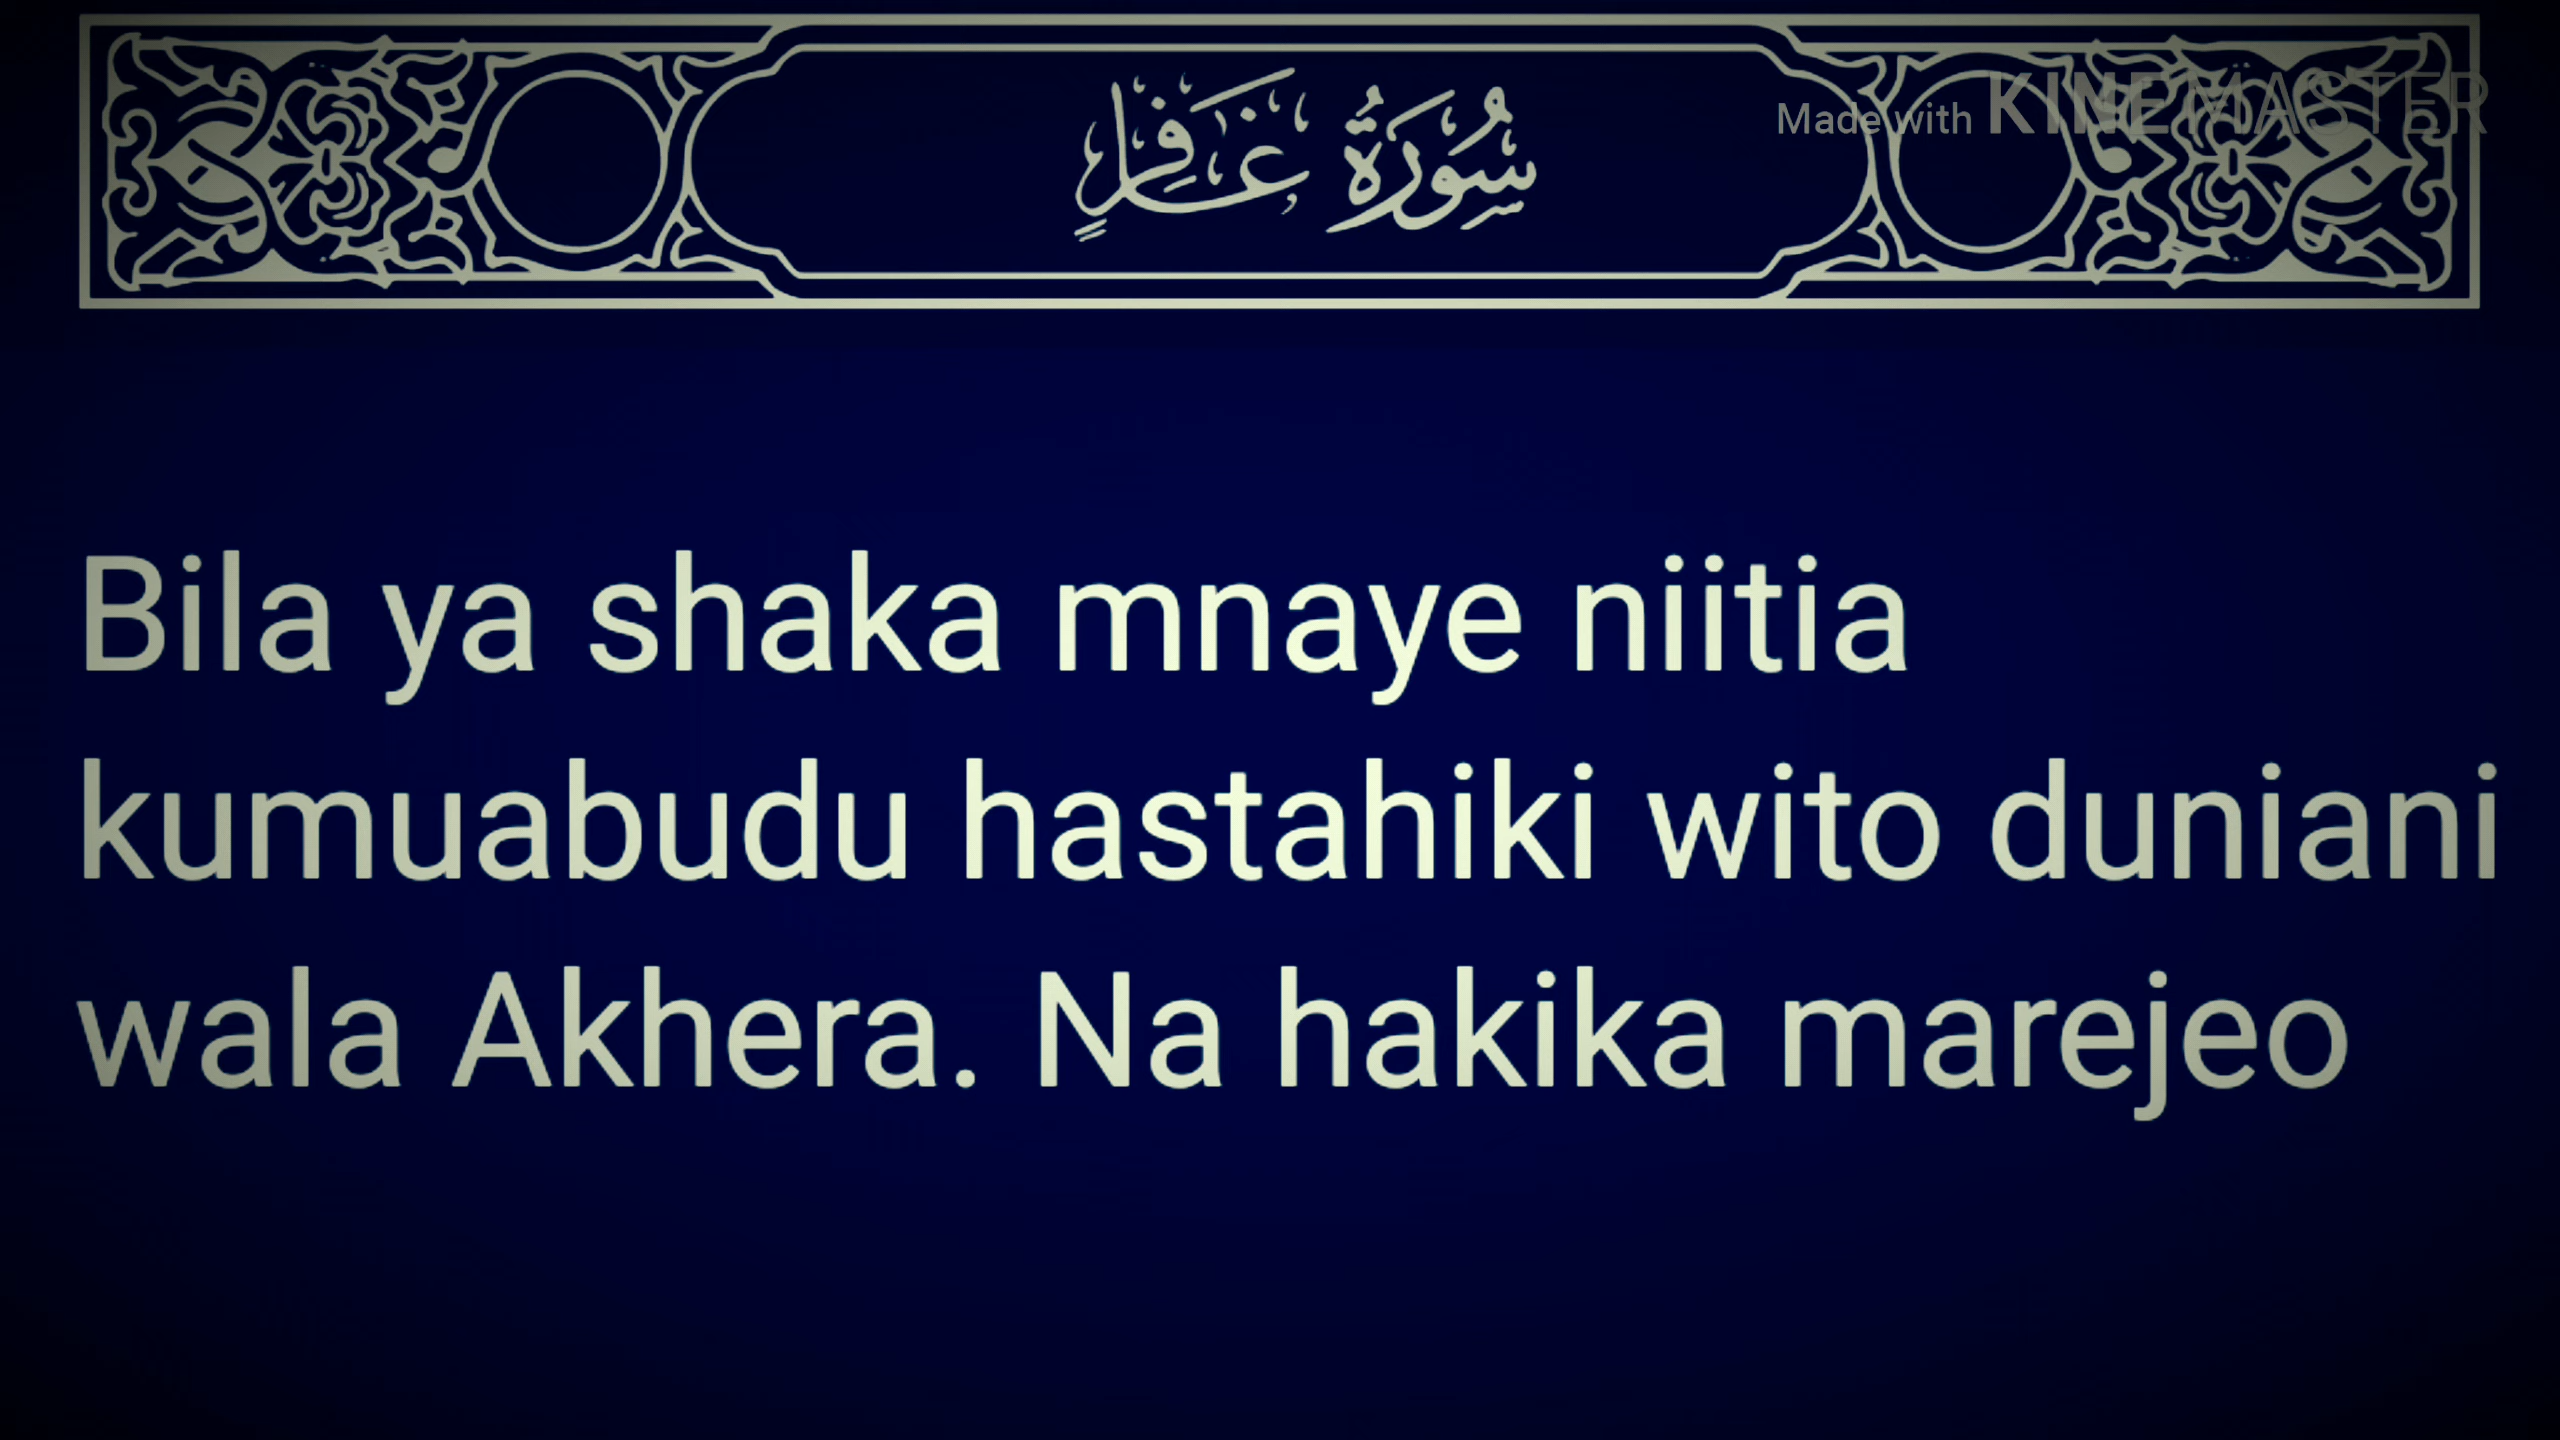 سُورَةُ غَافِرٍ
Made with KINEMASTER
Bila ya shaka mnaye niitia
kumuabudu hastahiki wito duniani
wala Akhera. Na hakika marejeo